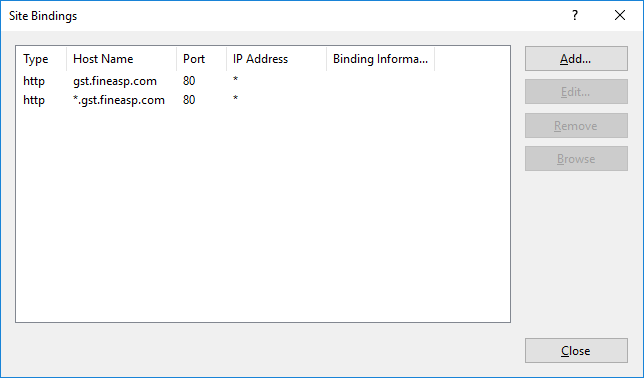 Site Bindings
Type Host Name Port IP Address Binding Informa...
http gst.fineasp.com 80 *
http *.gst.fineasp.com 80 *
Add...
Edit...
Remove
Browse
Close